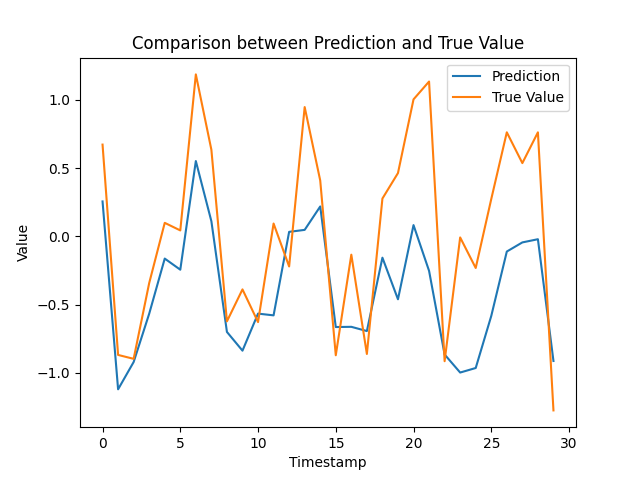 Comparison between Prediction and True Value
Prediction
True Value
1.0
0.5
0.0
−0.5
−1.0
Value
0 5 10 15 20 25 30
Timestamp